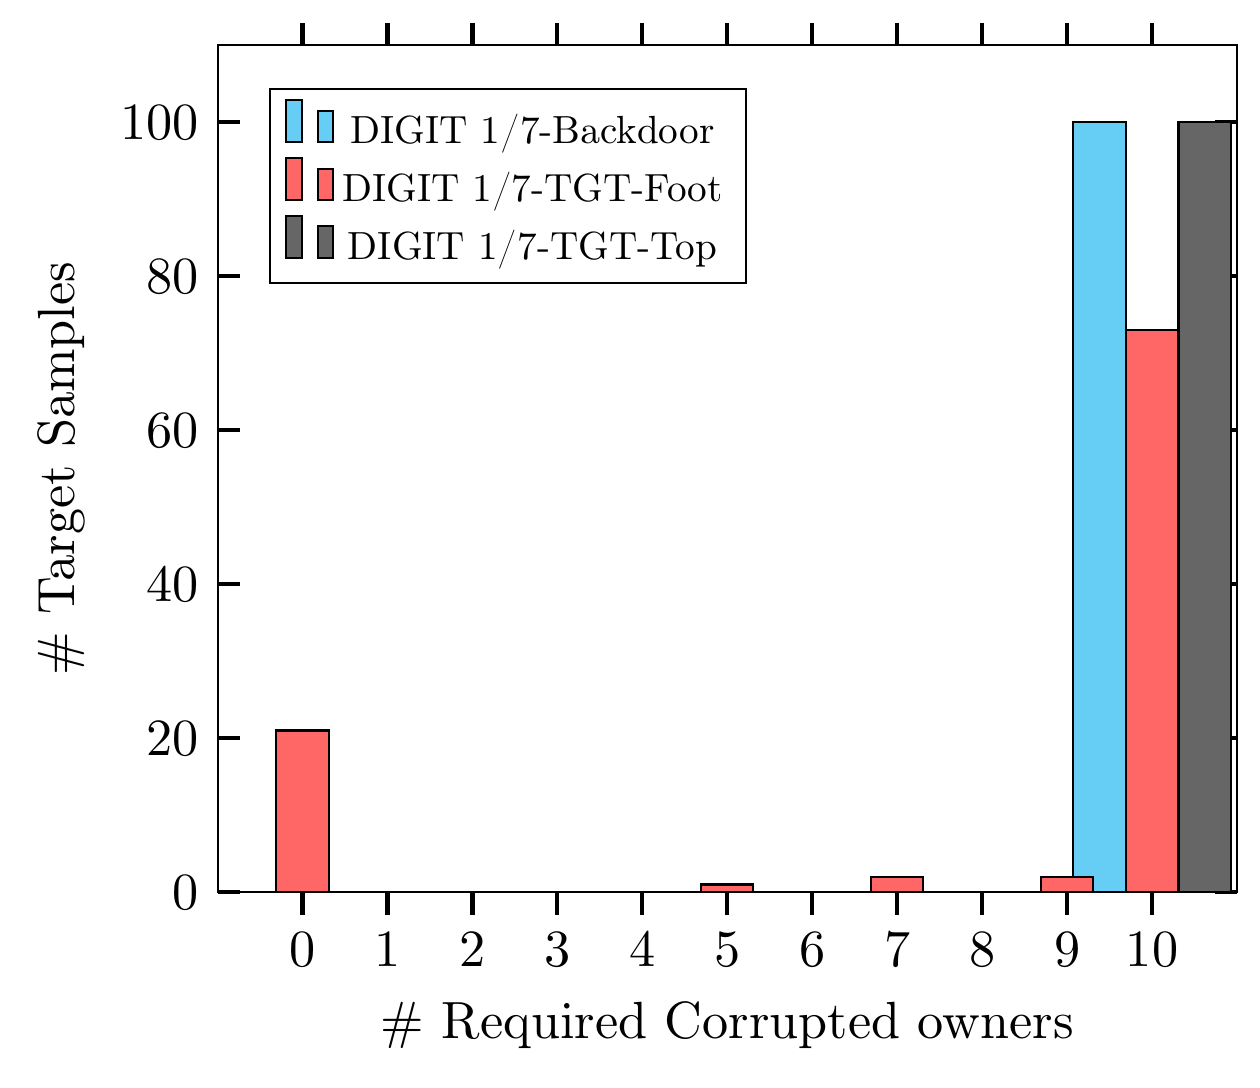 100
80
60
40
20
0
# Target Samples
DIGIT 1/7-Backdoor
DIGIT 1/7-TGT-Foot
DIGIT 1/7-TGT-Top
0 1 2 3 4 5 6 7 8 9 10
# Required Corrupted owners